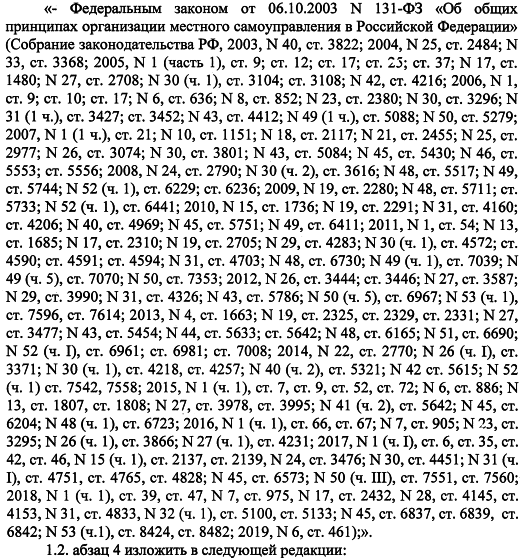 «- Федеральным законом от 06.10.2003 N 131-ФЗ «Об общих
принципах организации местного самоуправления в Российской Федерации»
(Собрание законодательства РФ, 2003, N 40, ст. 3822; 2004, N 25, ст. 2484; N
33, ст. 3368; 2005, N 1 (часть 1), ст. 9; ст. 12; ст. 17; ст. 25; ст. 37; N 17, ст.
1480; N 27, ст. 2708; N 30 (ч. 1), ст. 3104; ст. 3108; N 42, ст. 4216; 2006, N 1,
ст. 9; ст. 10; ст. 17; N 6, ст. 636; N 8, ст. 852; N 23, ст. 2380; N 30, ст. 3296; N
31 (1 ч.), ст. 3427; ст. 3452; N 43, ст. 4412; N 49 (1 ч.), ст. 5088; N 50, ст. 5279;
2007, N 1 (1 ч.), ст. 21; N 10, ст. 1151; N 18, ст. 2117; N 21, ст. 2455; N 25, ст.
2977; N 26, ст. 3074; N 30, ст. 3801; N 43, ст. 5084; N 45, ст. 5430; N 46, ст.
5553; ст. 5556; 2008, N 24, ст. 2790; N 30 (ч. 2), ст. 3616; N 48, ст. 5517; N 49,
ст. 5744; N 52 (ч. 1), ст. 6229; ст. 6236; 2009, N 19, ст. 2280; N 48, ст. 5711; ст.
5733; N 52 (ч. 1), ст. 6441; 2010, N 15, ст. 1736; N 19, ст. 2291; N 31, ст. 4160;
ст. 4206; N 40, ст. 4969; N 45, ст. 5751; N 49, ст. 6411; 2011, N 1, ст. 54; N 13,
ст. 1685; N 17, ст. 2310; N 19, ст. 2705; N 29, ст. 4283; N 30 (ч. 1), ст. 4572; ст.
4590; ст. 4591; ст. 4594; N 31, ст. 4703; N 48, ст. 6730; N 49 (ч. 1), ст. 7039; N
49 (ч. 5), ст. 7070; N 50, ст. 7353; 2012, N 26, ст. 3444; ст. 3446; N 27, ст. 3587;
N 29, ст. 3990; N 31, ст. 4326; N 43, ст. 5786; N 50 (ч. 5), ст. 6967; N 53 (ч. 1),
ст. 7596, ст. 7614; 2013, N 4, ст. 1663; N 19, ст. 2325, ст. 2329, ст. 2331; N 27,
ст. 3477; N 43, ст. 5454; N 44, ст. 5633; ст. 5642; N 48, ст. 6165; N 51, ст. 6690;
N 52 (ч. I), ст. 6961; ст. 6981; ст. 7008; 2014, N 22, ст. 2770; N 26 (ч. I), ст.
3371; N 30 (ч. 1), ст. 4218, ст. 4257; N 40 (ч. 2), ст. 5321; N 42 ст. 5615; N 52
(ч. 1) ст. 7542, 7558; 2015, N 1 (ч. 1), ст. 7, ст. 9, ст. 52, ст. 72; N 6, ст. 886; N
13, ст. 1807, ст. 1808; N 27, ст. 3978, ст. 3995; N 41 (ч. 2), ст. 5642; N 45, ст.
6204; N 48 (ч. 1), ст. 6723; 2016, N 1 (ч. 1), ст. 66, ст. 67; N 7, ст. 905; N 23, ст.
3295; N 26 (ч. 1), ст. 3866; N 27 (ч. 1), ст. 4231; 2017, N 1 (ч. I), ст. 6, ст. 35, ст.
42, ст. 46, N 15 (ч. 1), ст. 2137, ст. 2139, N 24, ст. 3476; N 30, ст. 4451; N 31 (ч.
I), ст. 4751, ст. 4765, ст. 4828; N 45, ст. 6573; N 50 (ч. III), ст. 7551, ст. 7560;
2018, N 1 (ч. 1), ст. 39, ст. 47, N 7, ст. 975, N 17, ст. 2432, N 28, ст. 4145, ст.
4153, N 31, ст. 4833, N 32 (ч. 1), ст. 5100, ст. 5133; N 45, ст. 6837, ст. 6839, ст.
6842; N 53 (ч.1), ст. 8424, ст. 8482; 2019, N 6, ст. 461);».
1.2. абзац 4 изложить в следующей редакции: